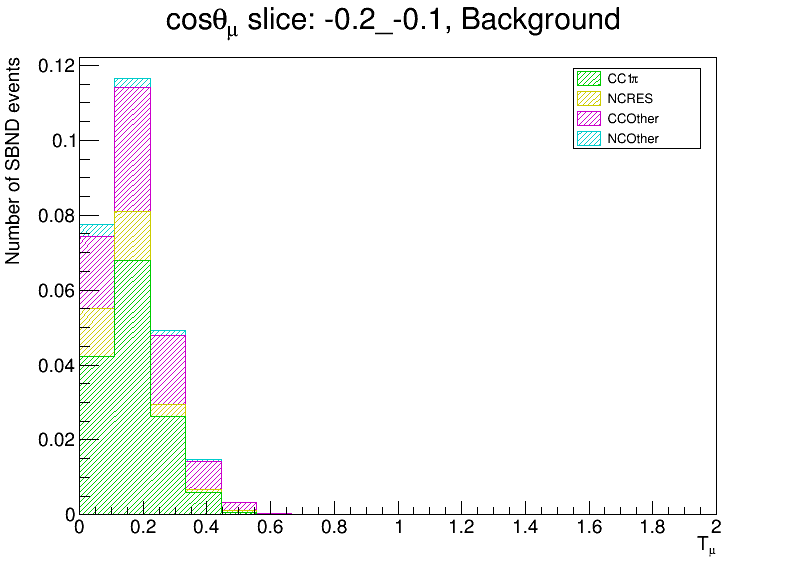 cosθμ slice: -0.2_-0.1, Background
Number of SBND events
0.12
0.1
0.08
0.06
0.04
0.02
0
CC1π
NCRES
CCOther
NCOther
0 0.2 0.4 0.6 0.8 1 1.2 1.4 1.6 1.8 2
Tμ